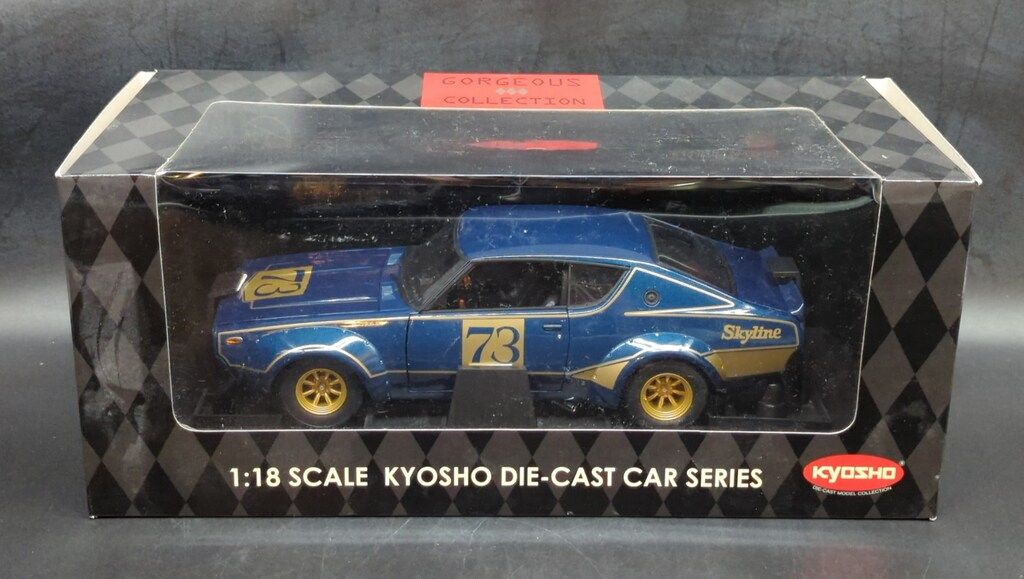 GORGEOUS
COLLECTION
73
73
Skyline
1:18 SCALE KYOSHO DIE-CAST CAR SERIES
KYOSHO
DIE-CAST MODEL COLLECTION